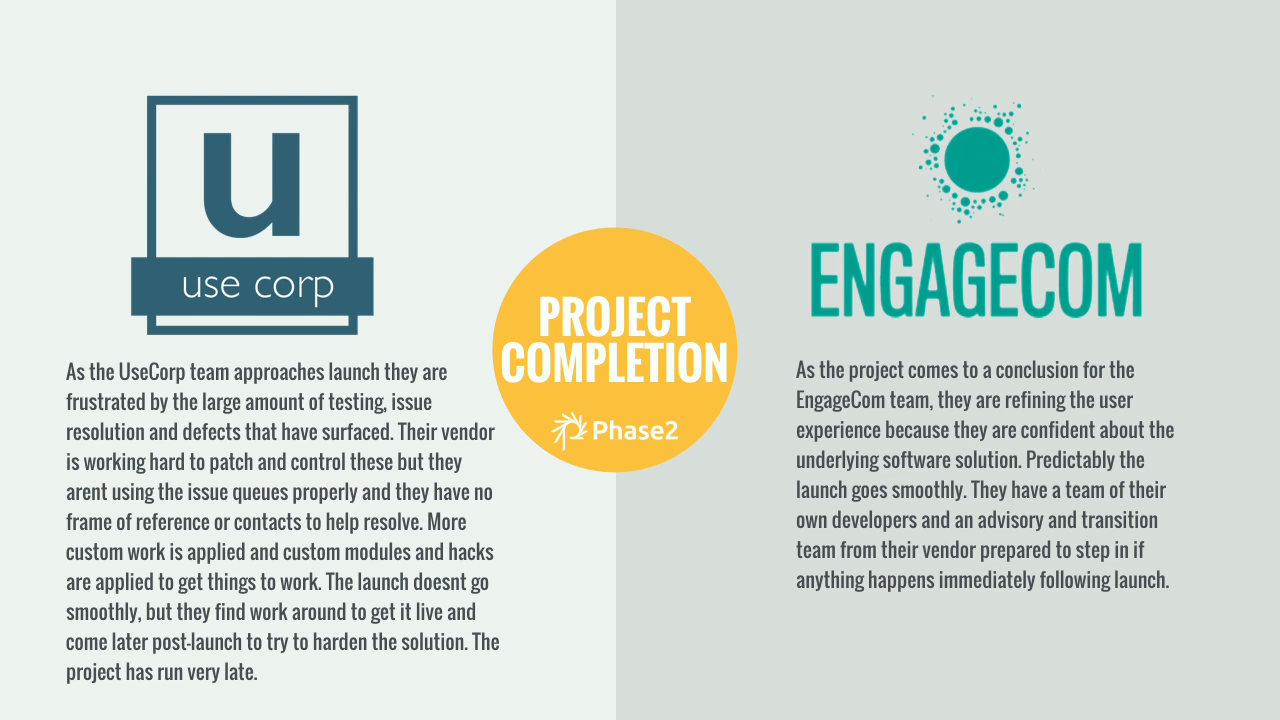 u
use corp
As the UseCorp team approaches launch they are
frustrated by the large amount of testing, issue
resolution and defects that have surfaced. Their vendor
is working hard to patch and control these but they
arent using the issue queues properly and they have no
frame of reference or contacts to help resolve. More
custom work is applied and custom modules and hacks
are applied to get things to work. The launch doesnt go
smoothly, but they find work around to get it live and
come later post-launch to try to harden the solution. The
project has run very late.
PROJECT
COMPLETION
Phase2
ENGAGECOM
As the project comes to a conclusion for the
EngageCom team, they are refining the user
experience because they are confident about the
underlying software solution. Predictably the
launch goes smoothly. They have a team of their
own developers and an advisory and transition
team from their vendor prepared to step in if
anything happens immediately following launch.